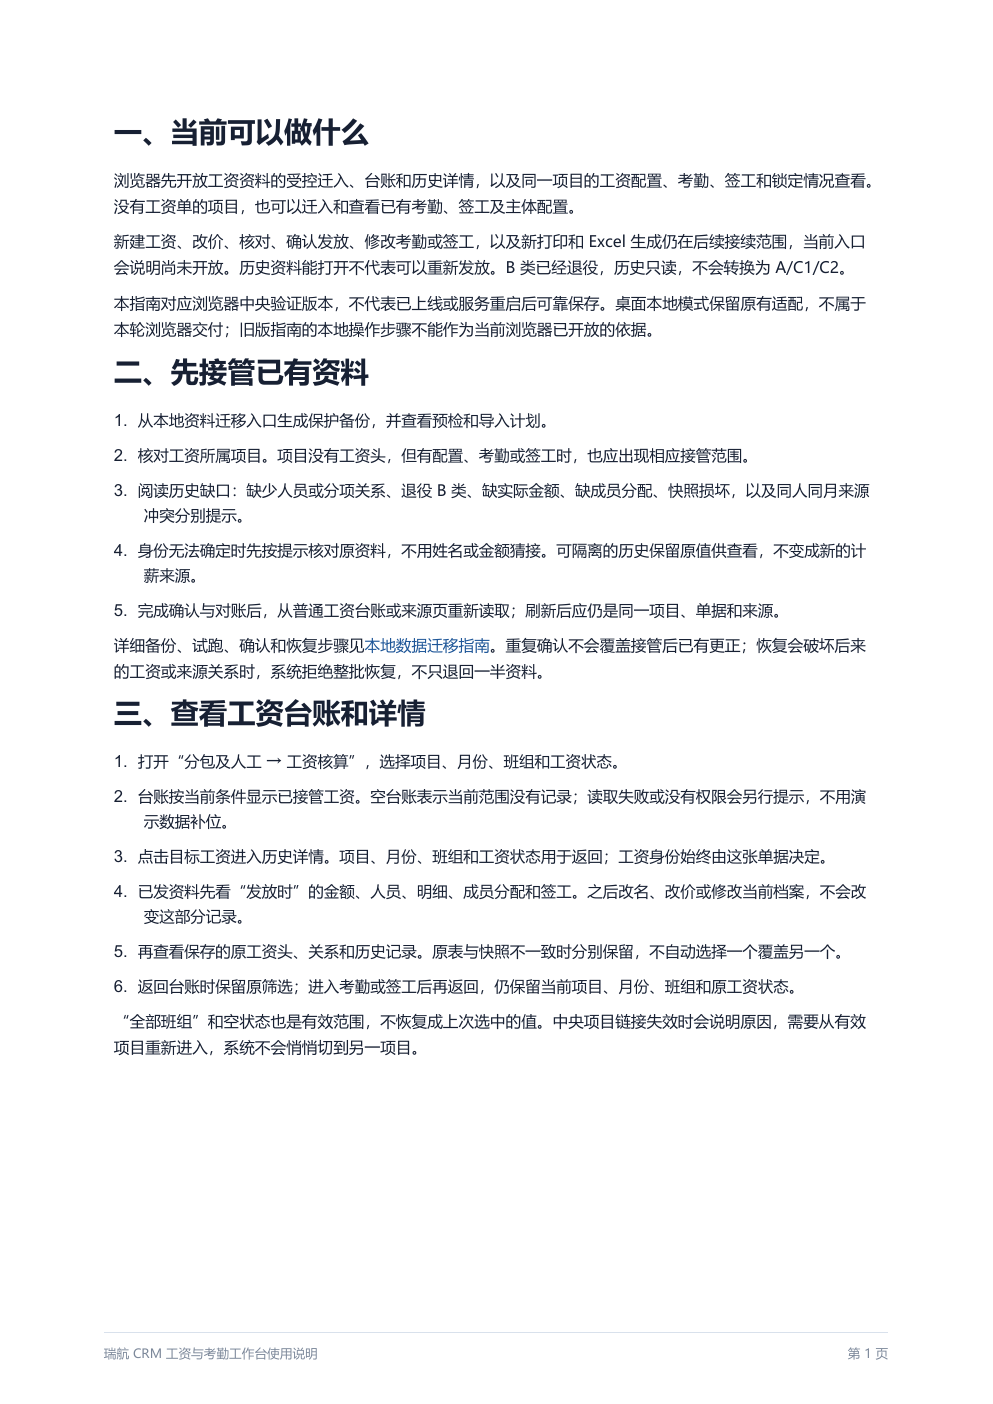 一、当前可以做什么
浏览器先开放工资资料的受控迁入、台账和历史详情，以及同一项目的工资配置、考勤、签工和锁定情况查看。
没有工资单的项目，也可以迁入和查看已有考勤、签工及主体配置。
新建工资、改价、核对、确认发放、修改考勤或签工，以及新打印和 Excel 生成仍在后续接续范围，当前入口
会说明尚未开放。历史资料能打开不代表可以重新发放。B 类已经退役，历史只读，不会转换为 A/C1/C2。
本指南对应浏览器中央验证版本，不代表已上线或服务重启后可靠保存。桌面本地模式保留原有适配，不属于
本轮浏览器交付；旧版指南的本地操作步骤不能作为当前浏览器已开放的依据。
二、先接管已有资料
1. 从本地资料迁移入口生成保护备份，并查看预检和导入计划。
2. 核对工资所属项目。项目没有工资头，但有配置、考勤或签工时，也应出现相应接管范围。
3. 阅读历史缺口：缺少人员或分项关系、退役 B 类、缺实际金额、缺成员分配、快照损坏，以及同人同月来源
冲突分别提示。
4. 身份无法确定时先按提示核对原资料，不用姓名或金额猜接。可隔离的历史保留原值供查看，不变成新的计
薪来源。
5. 完成确认与对账后，从普通工资台账或来源页重新读取；刷新后应仍是同一项目、单据和来源。
详细备份、试跑、确认和恢复步骤见本地数据迁移指南。重复确认不会覆盖接管后已有更正；恢复会破坏后来
的工资或来源关系时，系统拒绝整批恢复，不只退回一半资料。
三、查看工资台账和详情
1. 打开“分包及人工 → 工资核算”，选择项目、月份、班组和工资状态。
2. 台账按当前条件显示已接管工资。空台账表示当前范围没有记录；读取失败或没有权限会另行提示，不用演
示数据补位。
3. 点击目标工资进入历史详情。项目、月份、班组和工资状态用于返回；工资身份始终由这张单据决定。
4. 已发资料先看“发放时”的金额、人员、明细、成员分配和签工。之后改名、改价或修改当前档案，不会改
变这部分记录。
5. 再查看保存的原工资头、关系和历史记录。原表与快照不一致时分别保留，不自动选择一个覆盖另一个。
6. 返回台账时保留原筛选；进入考勤或签工后再返回，仍保留当前项目、月份、班组和原工资状态。
“全部班组”和空状态也是有效范围，不恢复成上次选中的值。中央项目链接失效时会说明原因，需要从有效
项目重新进入，系统不会悄悄切到另一项目。
瑞航 CRM 工资与考勤工作台使用说明
第 1 页